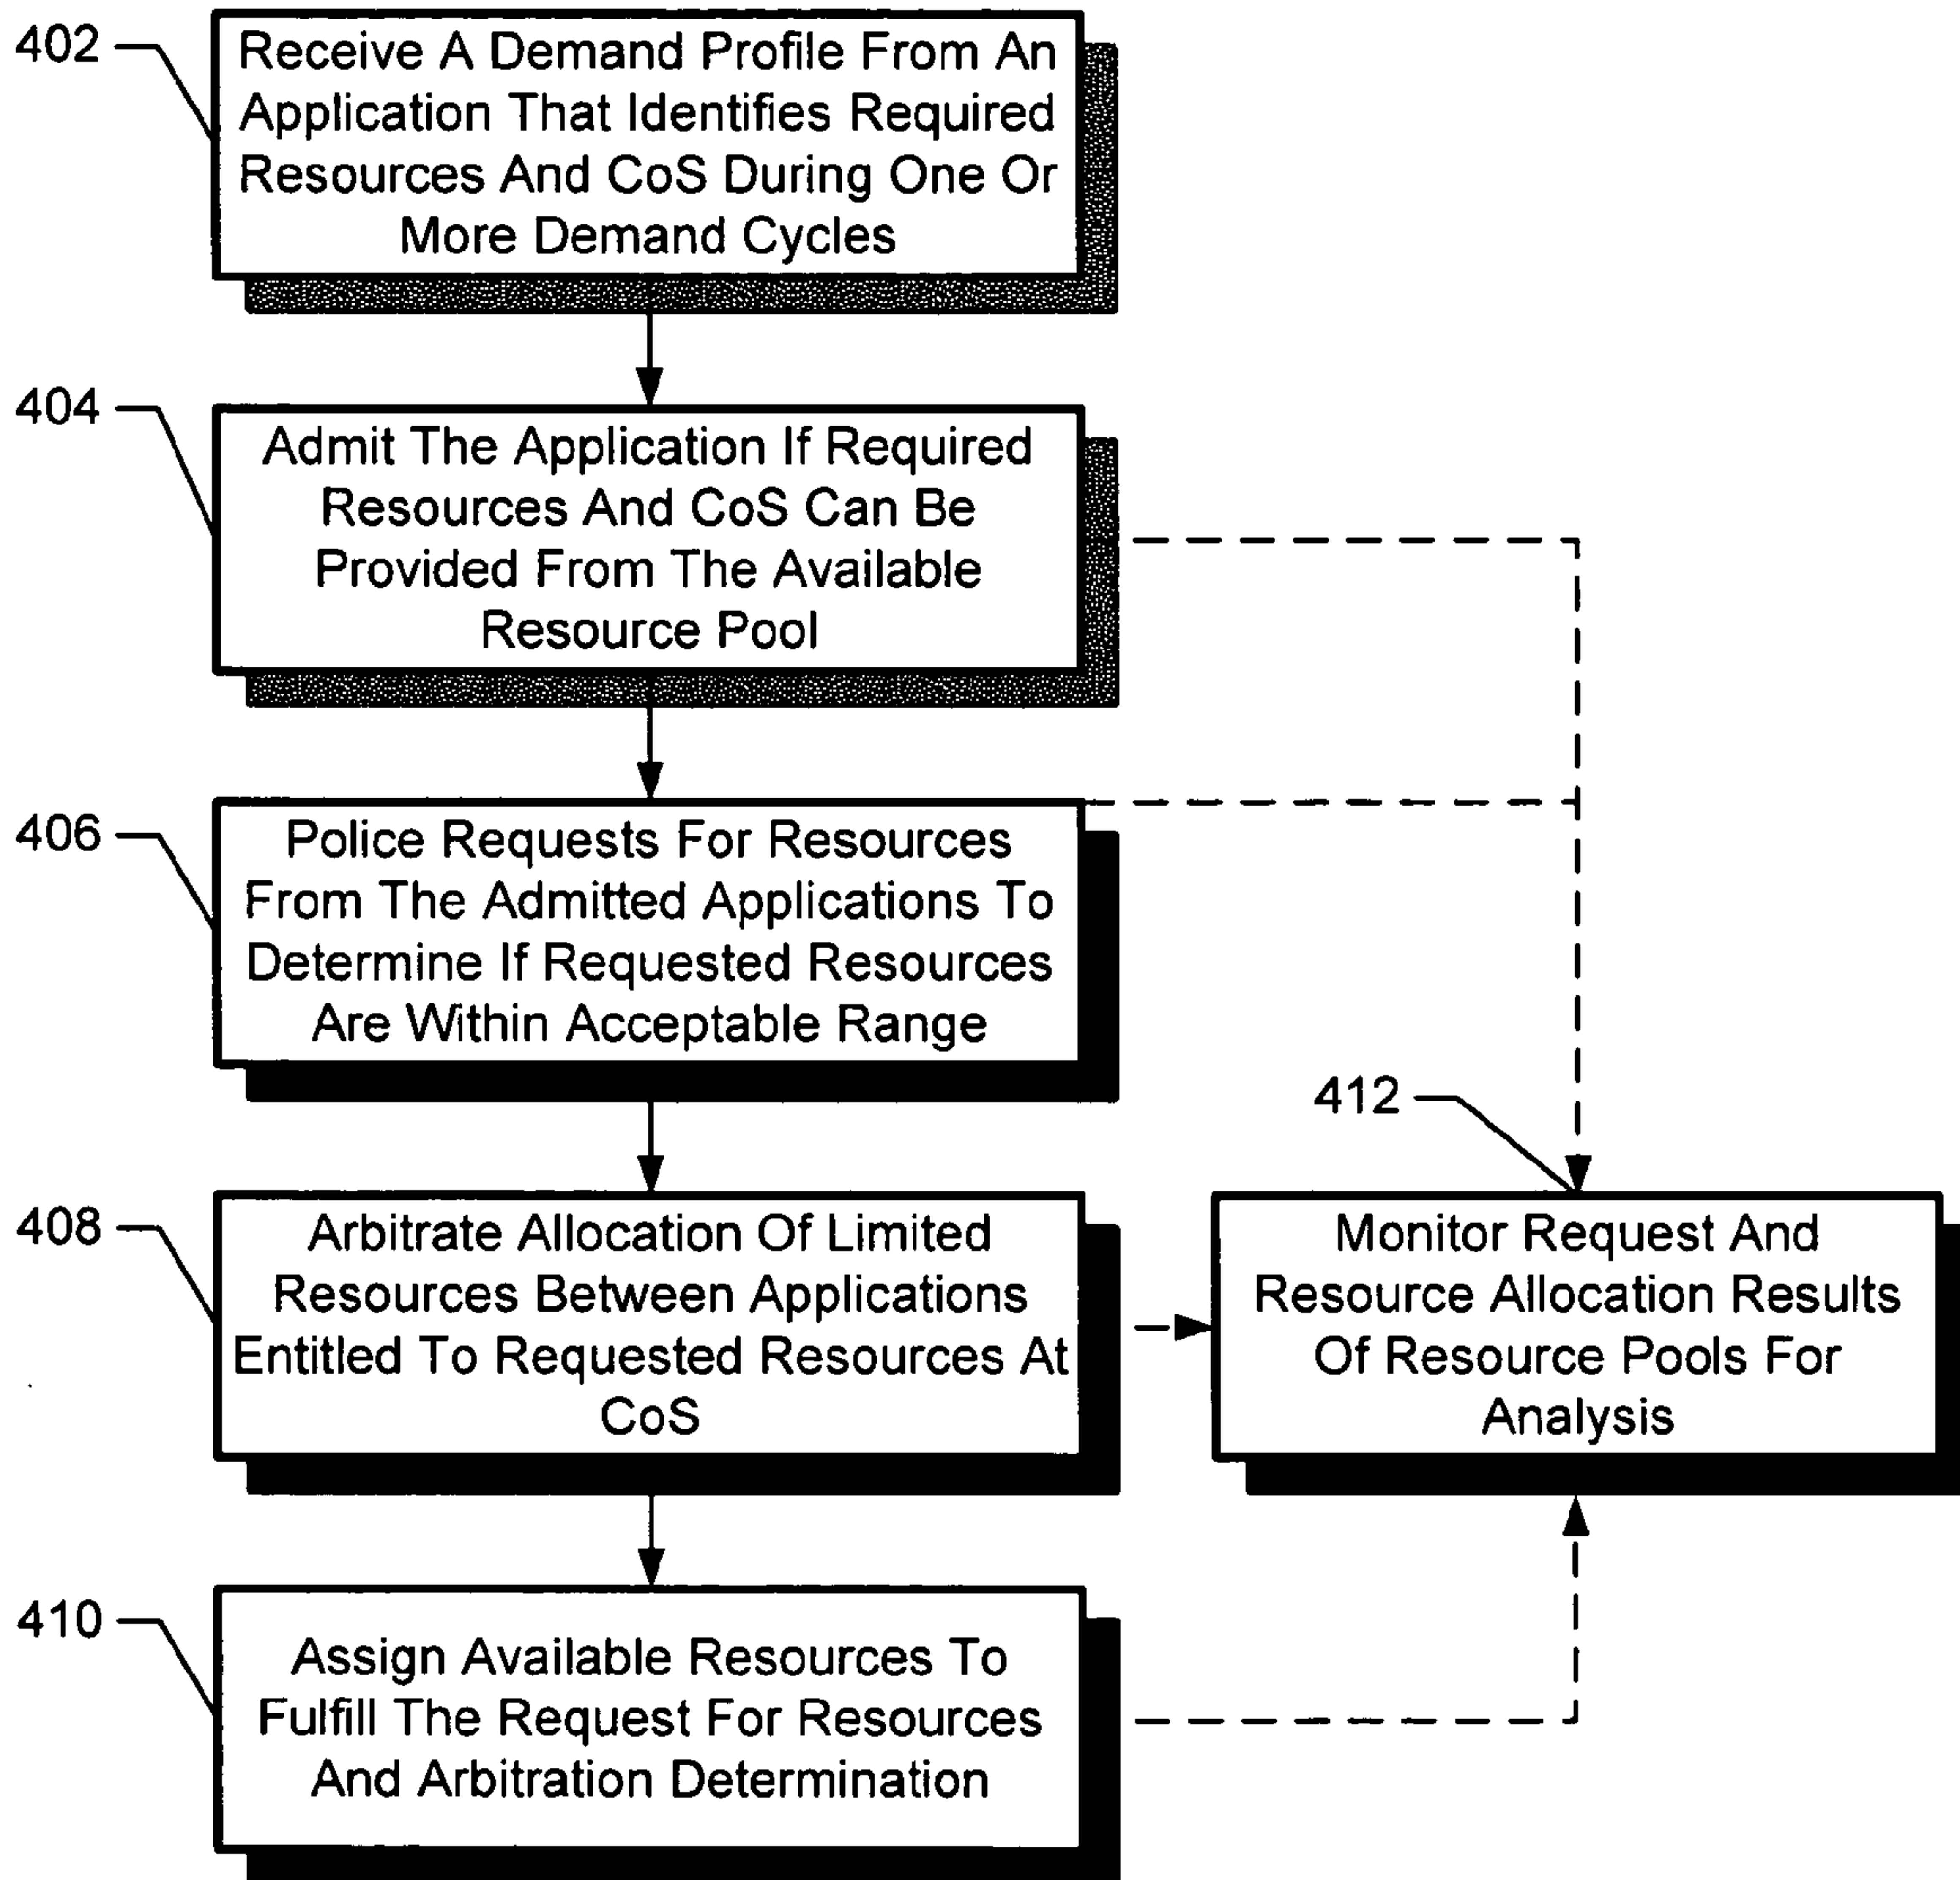 402
Receive A Demand Profile From An
Application That Identifies Required
Resources And CoS During One Or
More Demand Cycles
404
Admit The Application If Required
Resources And CoS Can Be
Provided From The Available
Resource Pool
406
Police Requests For Resources
From The Admitted Applications To
Determine If Requested Resources
Are Within Acceptable Range
408
Arbitrate Allocation Of Limited
Resources Between Applications
Entitled To Requested Resources At
CoS
412
Monitor Request And
Resource Allocation Results
Of Resource Pools For
Analysis
410
Assign Available Resources To
Fulfill The Request For Resources
And Arbitration Determination